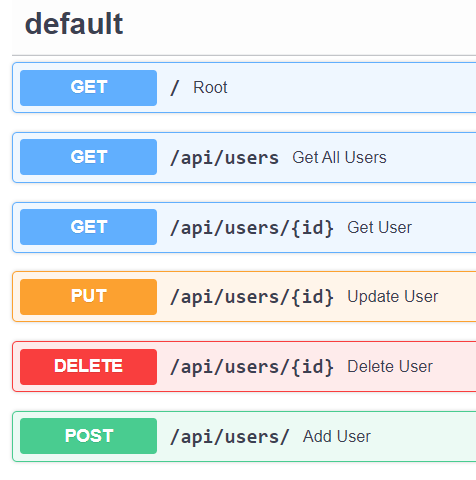 default
GET / Root
GET /api/users Get All Users
GET /api/users/{id} Get User
PUT /api/users/{id} Update User
DELETE /api/users/{id} Delete User
POST /api/users/ Add User